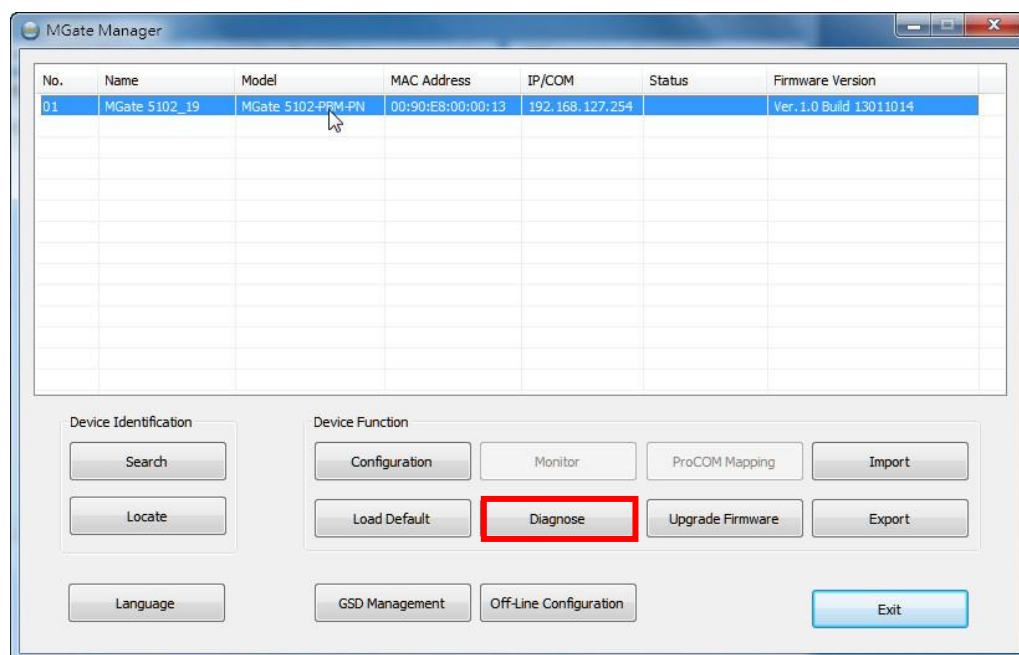 MGate Manager
No. Name Model MAC Address IP/COM Status Firmware Version
01 MGate 5102_19 MGate 5102-PBM-PN 00:90:E8:00:00:13 192.168.127.254 Ver.1.0 Build 13011014
Device Identification Device Function
Search Configuration Monitor ProCOM Mapping Import
Locate Load Default Diagnose Upgrade Firmware Export
Language GSD Management Off-Line Configuration Exit